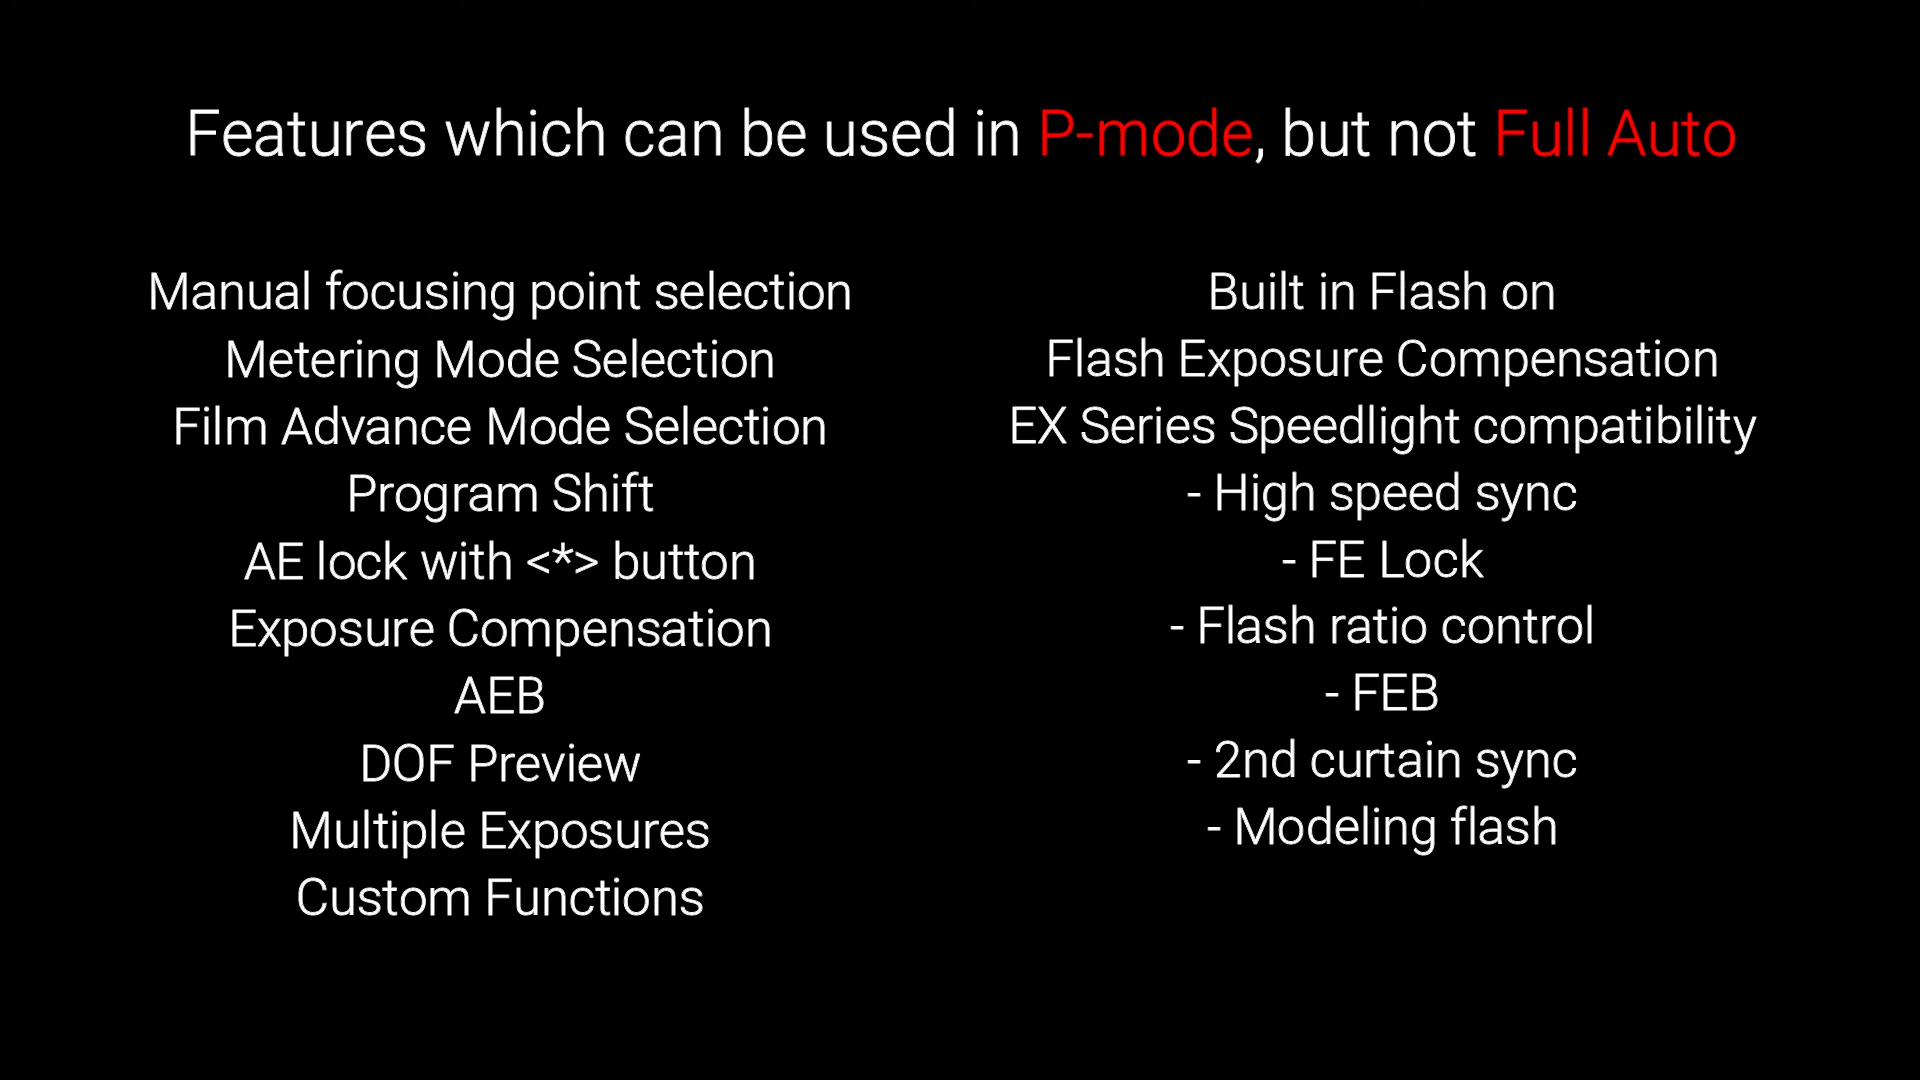 Features which can be used in P-mode, but not Full Auto
Manual focusing point selection
Metering Mode Selection
Film Advance Mode Selection
Program Shift
AE lock with <*> button
Exposure Compensation
AEB
DOF Preview
Multiple Exposures
Custom Functions
Built in Flash on
Flash Exposure Compensation
EX Series Speedlight compatibility
- High speed sync
- FE Lock
- Flash ratio control
- FEB
- 2nd curtain sync
- Modeling flash